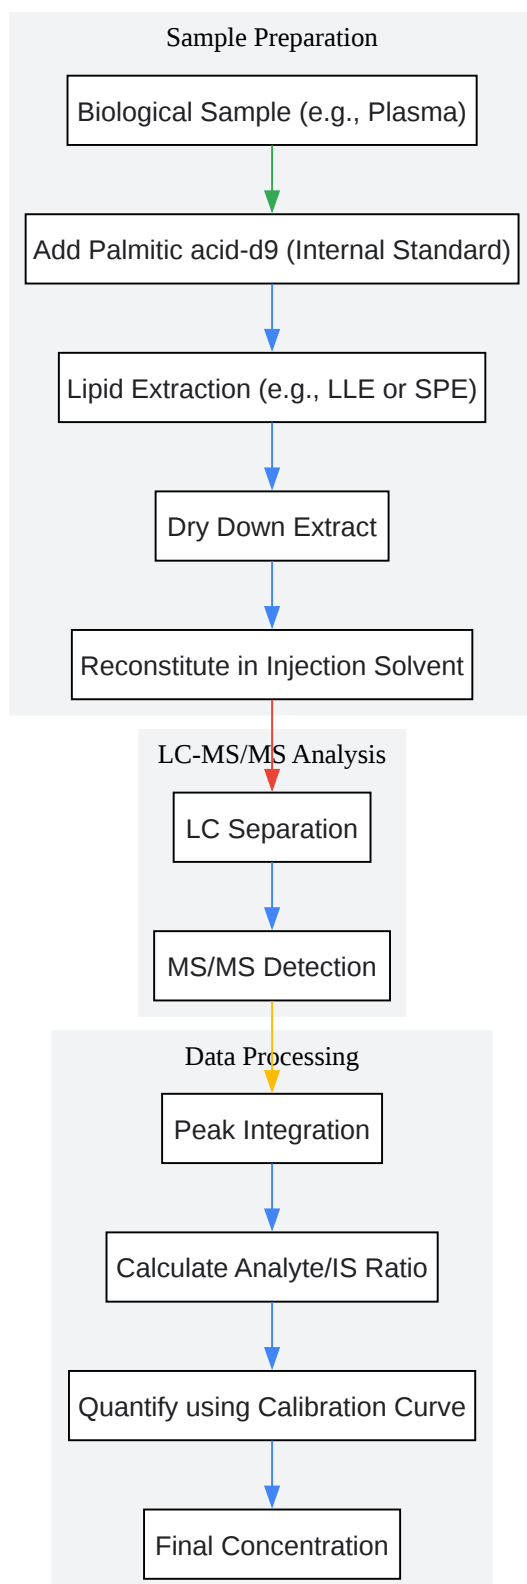 Sample Preparation
Biological Sample (e.g., Plasma)
Add Palmitic acid-d9 (Internal Standard)
Lipid Extraction (e.g., LLE or SPE)
Dry Down Extract
Reconstitute in Injection Solvent
LC-MS/MS Analysis
LC Separation
MS/MS Detection
Data Processing
Peak Integration
Calculate Analyte/IS Ratio
Quantify using Calibration Curve
Final Concentration